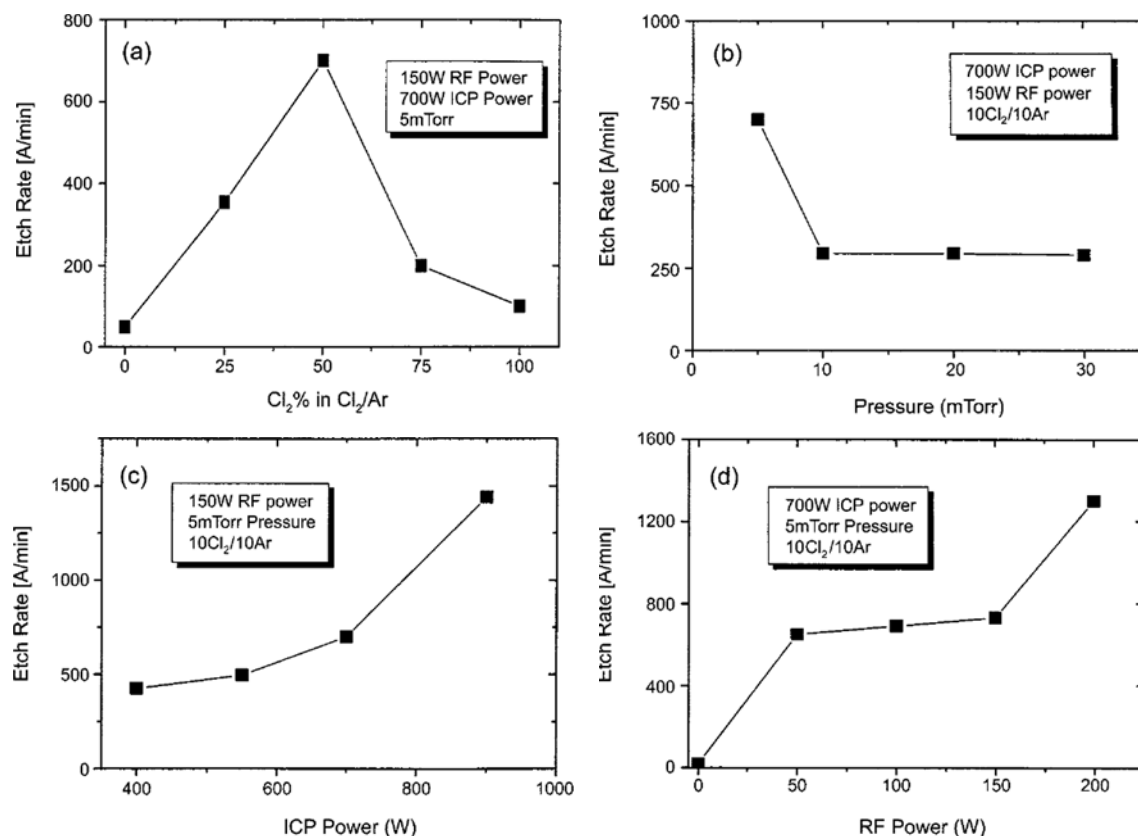 (a)
150W RF Power
700W ICP Power
5mTorr
Etch Rate [A/min]
800
600
400
200
0
0 25 50 75 100
Cl₂% in Cl₂/Ar
(b)
700W ICP power
150W RF power
10Cl₂/10Ar
Etch Rate [A/min]
1000
750
500
250
0
0 10 20 30
Pressure (mTorr)
(c)
150W RF power
5mTorr Pressure
10Cl₂/10Ar
Etch Rate [A/min]
1500
1000
500
0
400 600 800 1000
ICP Power (W)
(d)
700W ICP power
5mTorr Pressure
10Cl₂/10Ar
Etch Rate [A/min]
1600
1200
800
400
0
0 50 100 150 200
RF Power (W)